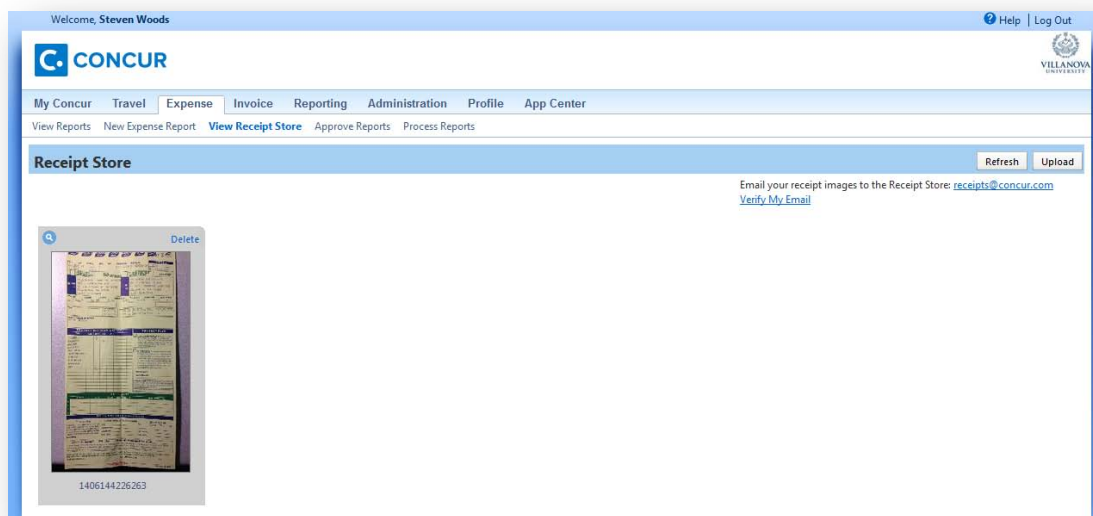 Welcome, Steven Woods
Help | Log Out
C. CONCUR
VILLANOVA
UNIVERSITY
My Concur Travel Expense Invoice Reporting Administration Profile App Center
View Reports New Expense Report View Receipt Store Approve Reports Process Reports
Receipt Store
Refresh Upload
Email your receipt images to the Receipt Store: receipts@concur.com
Verify My Email
Delete
1406144226263